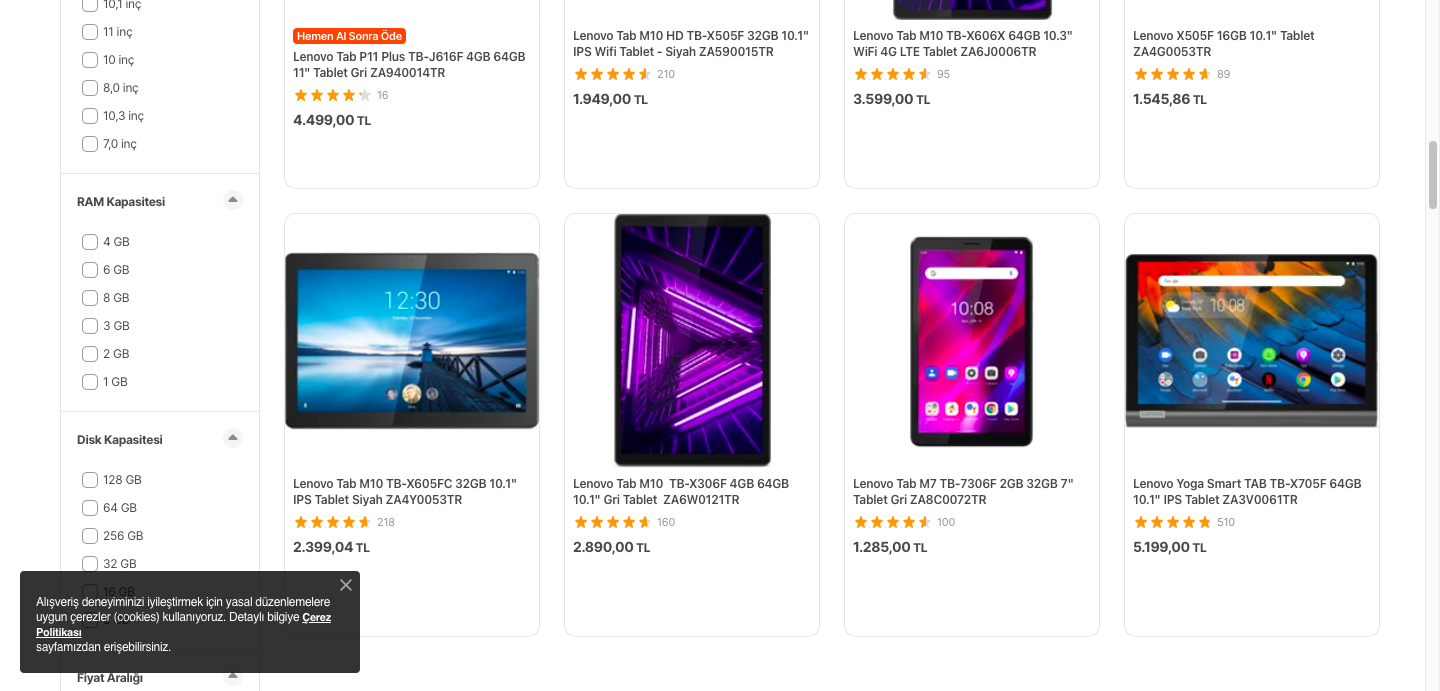 10,1 inç
11 inç
10 inç
8,0 inç
10,3 inç
7,0 inç
RAM Kapasitesi
4 GB
6 GB
8 GB
3 GB
2 GB
1 GB
Disk Kapasitesi
128 GB
64 GB
256 GB
32 GB
16 GB
Fiyat Aralığı
Hemen Al Sonra Öde
Lenovo Tab P11 Plus TB-J616F 4GB 64GB
11" Tablet Gri ZA940014TR
16
4.499,00 TL
Lenovo Tab M10 HD TB-X505F 32GB 10.1"
IPS Wifi Tablet - Siyah ZA590015TR
210
1.949,00 TL
Lenovo Tab M10 TB-X606X 64GB 10.3"
WiFi 4G LTE Tablet ZA6J0006TR
95
3.599,00 TL
Lenovo X505F 16GB 10.1" Tablet
ZA4G0053TR
89
1.545,86 TL
12:30
Lenovo Tab M10 TB-X605FC 32GB 10.1"
IPS Tablet Siyah ZA4Y0053TR
218
2.399,04 TL
Lenovo Tab M10  TB-X306F 4GB 64GB
10.1" Gri Tablet  ZA6W0121TR
160
2.890,00 TL
10:08
Lenovo Tab M7 TB-7306F 2GB 32GB 7"
Tablet Gri ZA8C0072TR
100
1.285,00 TL
10:08
Lenovo
Lenovo Yoga Smart TAB TB-X705F 64GB
10.1" IPS Tablet ZA3V0061TR
510
5.199,00 TL
Alışveriş deneyiminizi iyileştirmek için yasal düzenlemelere
uygun çerezler (cookies) kullanıyoruz. Detaylı bilgiye Çerez
Politikası
sayfamızdan erişebilirsiniz.